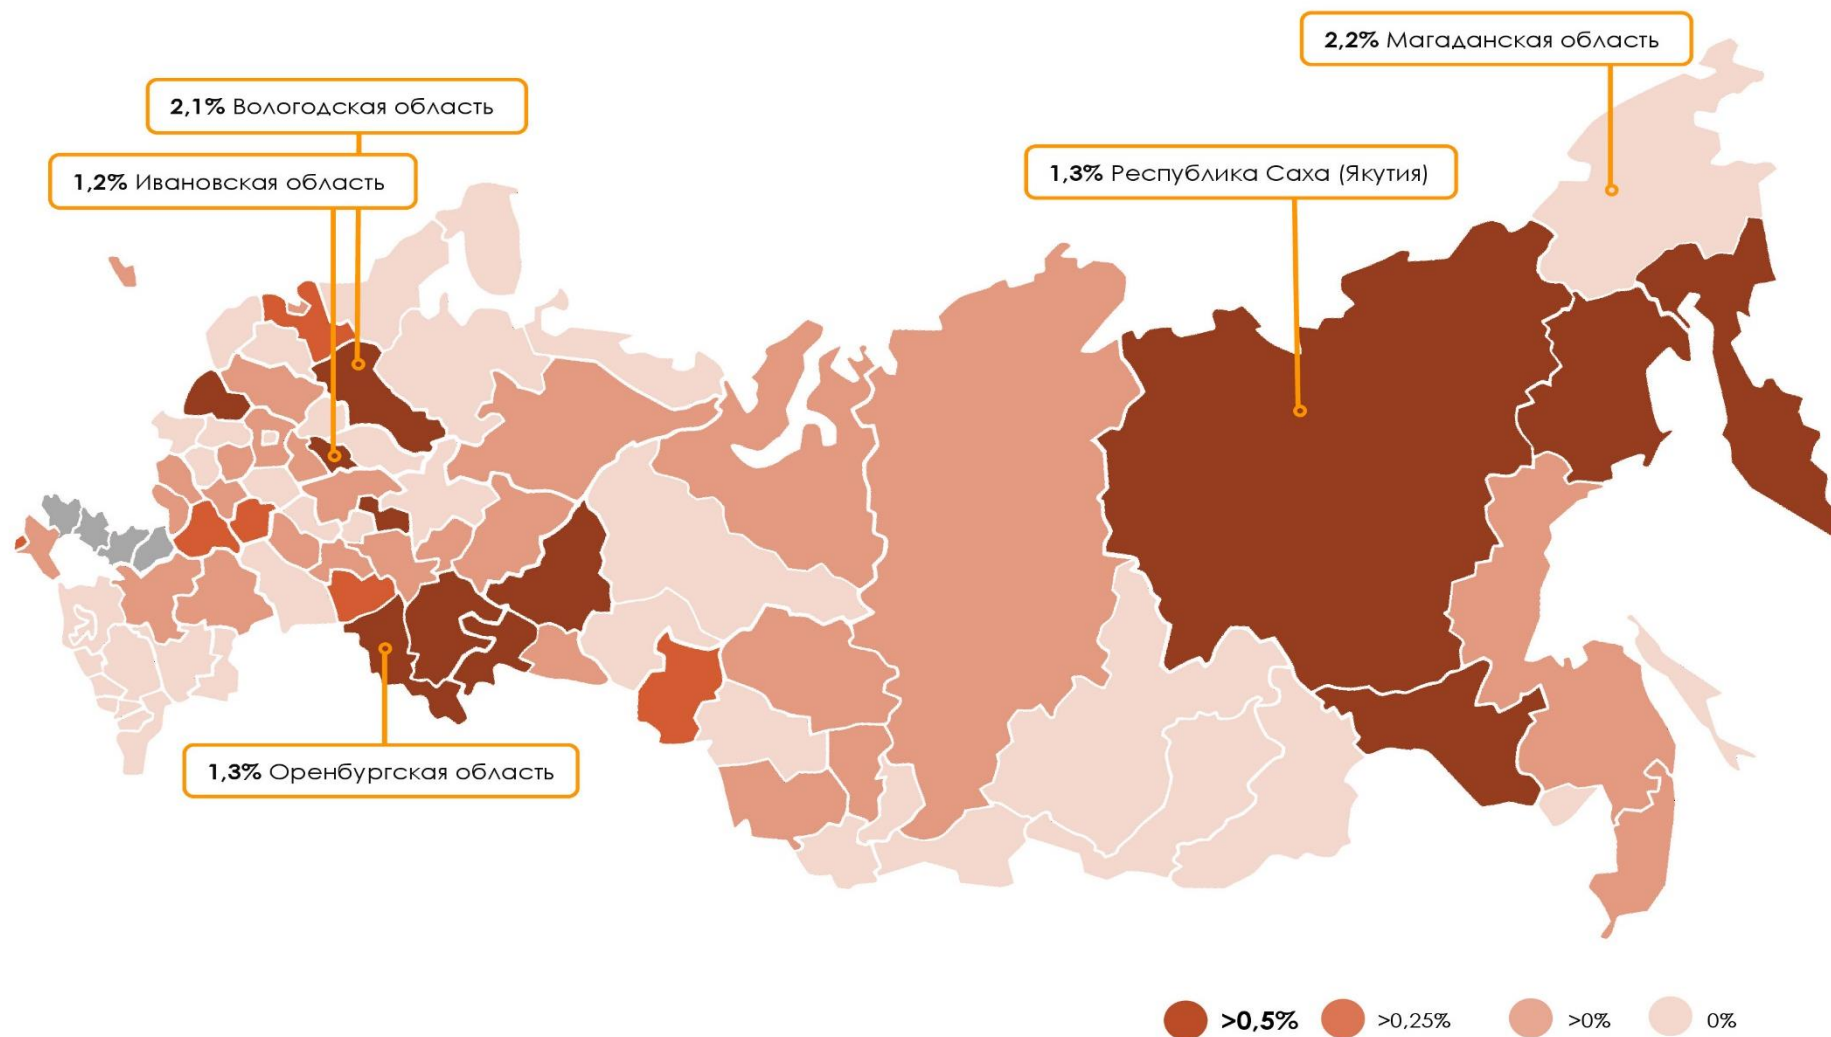 2,2% Магаданская область
2,1% Вологодская область
1,2% Ивановская область
1,3% Республика Саха (Якутия)
1,3% Оренбургская область
>0,5% >0,25% >0% 0%